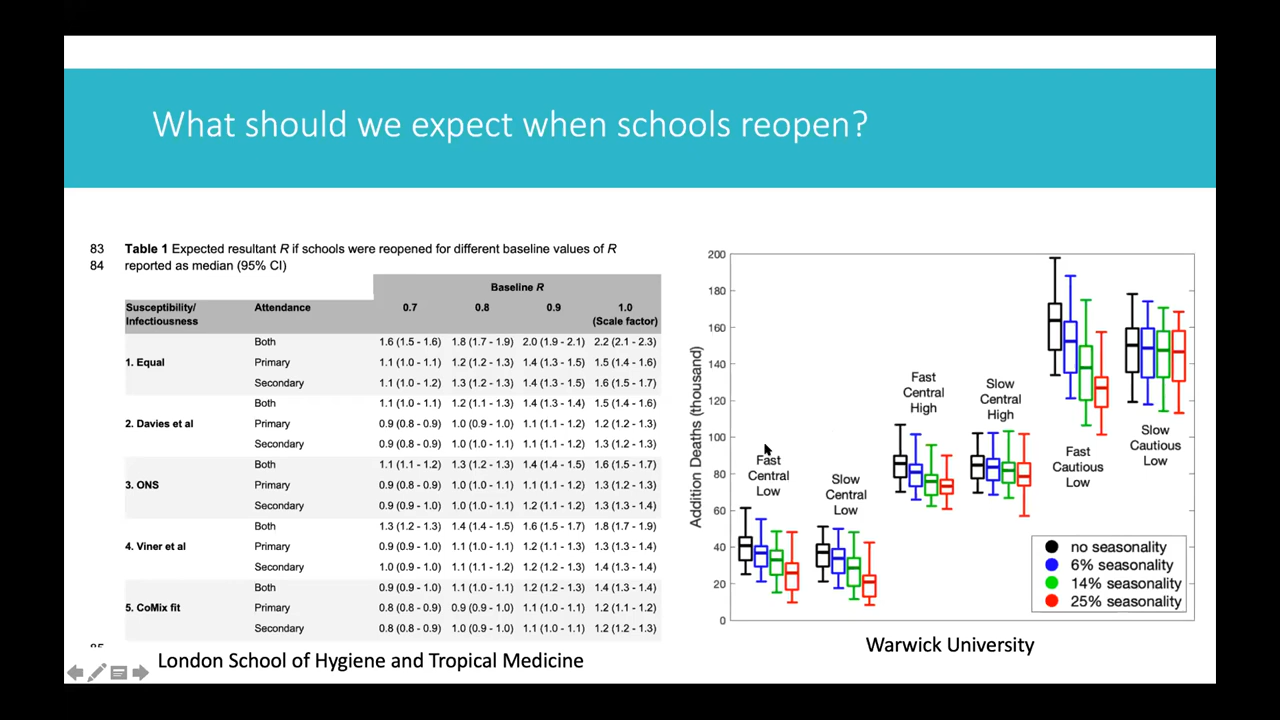 What should we expect when schools reopen?
83 Table 1 Expected resultant R if schools were reopened for different baseline values of R
84 reported as median (95% CI)
Baseline R
Susceptibility/ Infectiousness Attendance 0.7 0.8 0.9 1.0 (Scale factor)
Both 1.6 (1.5 - 1.6) 1.8 (1.7 - 1.9) 2.0 (1.9 - 2.1) 2.2 (2.1 - 2.3)
1. Equal Primary 1.1 (1.0 - 1.1) 1.2 (1.2 - 1.3) 1.4 (1.3 - 1.5) 1.5 (1.4 - 1.6)
Secondary 1.1 (1.0 - 1.2) 1.3 (1.2 - 1.3) 1.4 (1.3 - 1.5) 1.6 (1.5 - 1.7)
Both 1.1 (1.0 - 1.1) 1.2 (1.1 - 1.3) 1.4 (1.3 - 1.4) 1.5 (1.4 - 1.6)
2. Davies et al Primary 0.9 (0.8 - 0.9) 1.0 (0.9 - 1.0) 1.1 (1.1 - 1.2) 1.2 (1.2 - 1.3)
Secondary 0.9 (0.8 - 0.9) 1.0 (1.0 - 1.1) 1.1 (1.1 - 1.2) 1.3 (1.2 - 1.3)
Both 1.1 (1.1 - 1.2) 1.3 (1.2 - 1.3) 1.4 (1.4 - 1.5) 1.6 (1.5 - 1.7)
3. ONS Primary 0.9 (0.8 - 0.9) 1.0 (1.0 - 1.1) 1.1 (1.1 - 1.2) 1.3 (1.2 - 1.3)
Secondary 0.9 (0.9 - 1.0) 1.0 (1.0 - 1.1) 1.2 (1.1 - 1.2) 1.3 (1.3 - 1.4)
Both 1.3 (1.2 - 1.3) 1.4 (1.4 - 1.5) 1.6 (1.5 - 1.7) 1.8 (1.7 - 1.9)
4. Viner et al Primary 0.9 (0.9 - 1.0) 1.1 (1.0 - 1.1) 1.2 (1.1 - 1.3) 1.3 (1.3 - 1.4)
Secondary 1.0 (0.9 - 1.0) 1.1 (1.1 - 1.2) 1.2 (1.2 - 1.3) 1.4 (1.3 - 1.4)
Both 0.9 (0.9 - 1.0) 1.1 (1.0 - 1.1) 1.2 (1.2 - 1.3) 1.4 (1.3 - 1.4)
5. CoMix fit Primary 0.8 (0.8 - 0.9) 0.9 (0.9 - 1.0) 1.1 (1.0 - 1.1) 1.2 (1.1 - 1.2)
Secondary 0.8 (0.8 - 0.9) 1.0 (0.9 - 1.0) 1.1 (1.0 - 1.1) 1.2 (1.2 - 1.3)
London School of Hygiene and Tropical Medicine
Addition Deaths (thousand)
200
180
160
140
120
100
80
60
40
20
0
Fast
Central
Low
Slow
Central
Low
Fast
Central
High
Slow
Central
High
Fast
Cautious
Low
Slow
Cautious
Low
no seasonality
6% seasonality
14% seasonality
25% seasonality
Warwick University